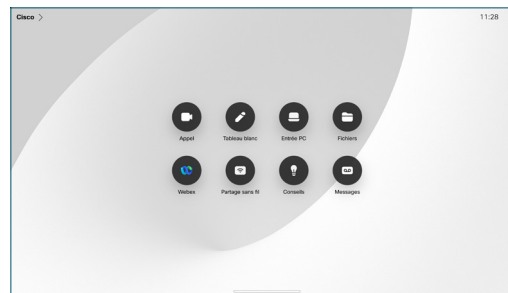 Cisco
11:28
Appel
Tableau blanc
Entrée PC
Fichiers
Webex
Partage sans fil
Conseils
Messages